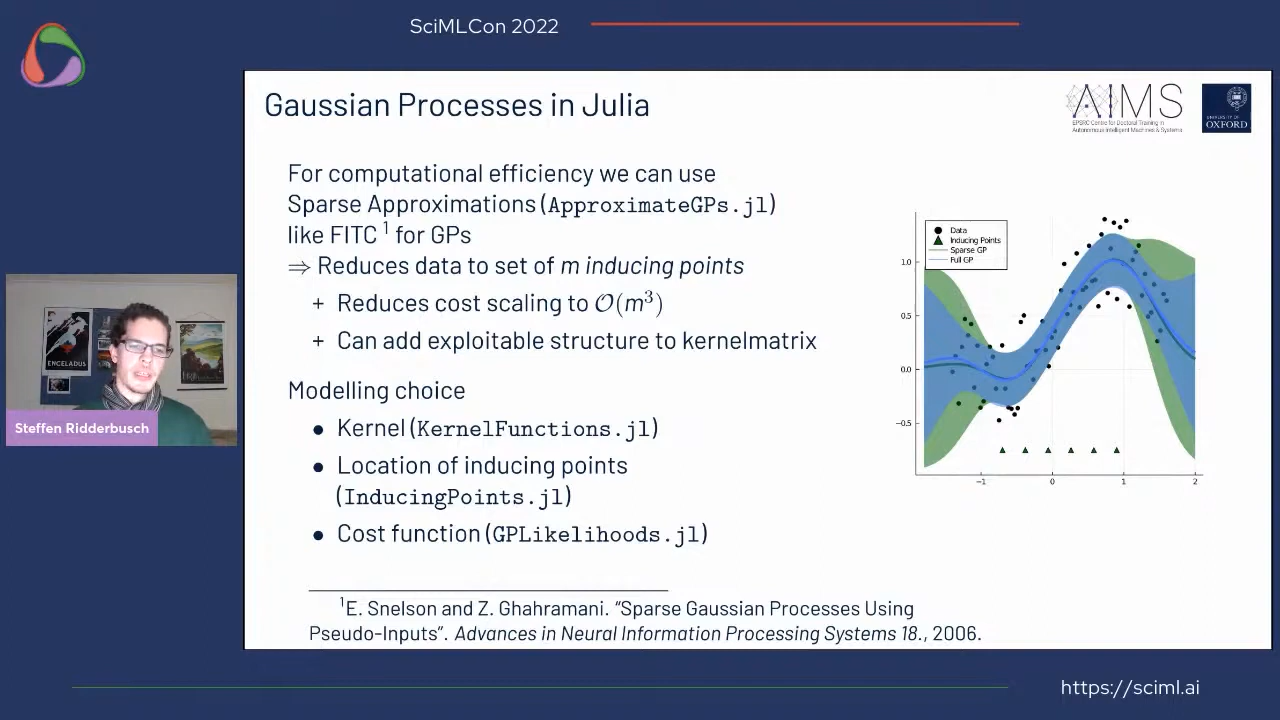 SciMLCon 2022
Gaussian Processes in Julia
AIMS
EPSRC Centre for Doctoral Training in
Autonomous Intelligent Machines & Systems
UNIVERSITY OF
OXFORD
For computational efficiency we can use
Sparse Approximations (ApproximateGPs.jl)
like FITC ¹ for GPs
⇒ Reduces data to set of m inducing points
+ Reduces cost scaling to O(m³)
+ Can add exploitable structure to kernelmatrix
Modelling choice
● Kernel (KernelFunctions.jl)
● Location of inducing points
(InducingPoints.jl)
● Cost function (GPLikelihoods.jl)
Data
Inducing Points
Sparse GP
Full GP
1.0
0.5
0.0
−0.5
−1 0 1 2
ENCELADUS
Steffen Ridderbusch
¹E. Snelson and Z. Ghahramani. “Sparse Gaussian Processes Using
Pseudo-Inputs”. Advances in Neural Information Processing Systems 18., 2006.
https://sciml.ai